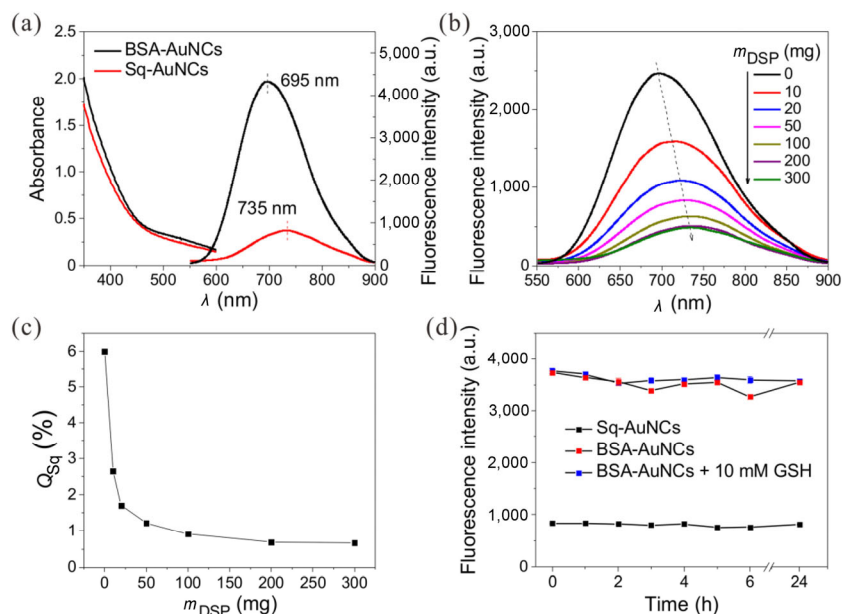 (a)
2.5
2.0
1.5
1.0
0.5
0.0
Absorbance
BSA-AuNCs
Sq-AuNCs
695 nm
735 nm
5,000
4,000
3,000
2,000
1,000
0
Fluorescence intensity (a.u.)
400 500 600 700 800 900
λ (nm)
(b)
3,000
2,000
1,000
0
Fluorescence intensity (a.u.)
mDSP (mg)
0
10
20
50
100
200
300
550 600 650 700 750 800 850 900
λ (nm)
(c)
6
5
4
3
2
1
0
QSq (%)
0 50 100 150 200 250 300
mDSP (mg)
(d)
4,000
3,000
2,000
1,000
0
Fluorescence intensity (a.u.)
Sq-AuNCs
BSA-AuNCs
BSA-AuNCs + 10 mM GSH
0 2 4 6 24
Time (h)